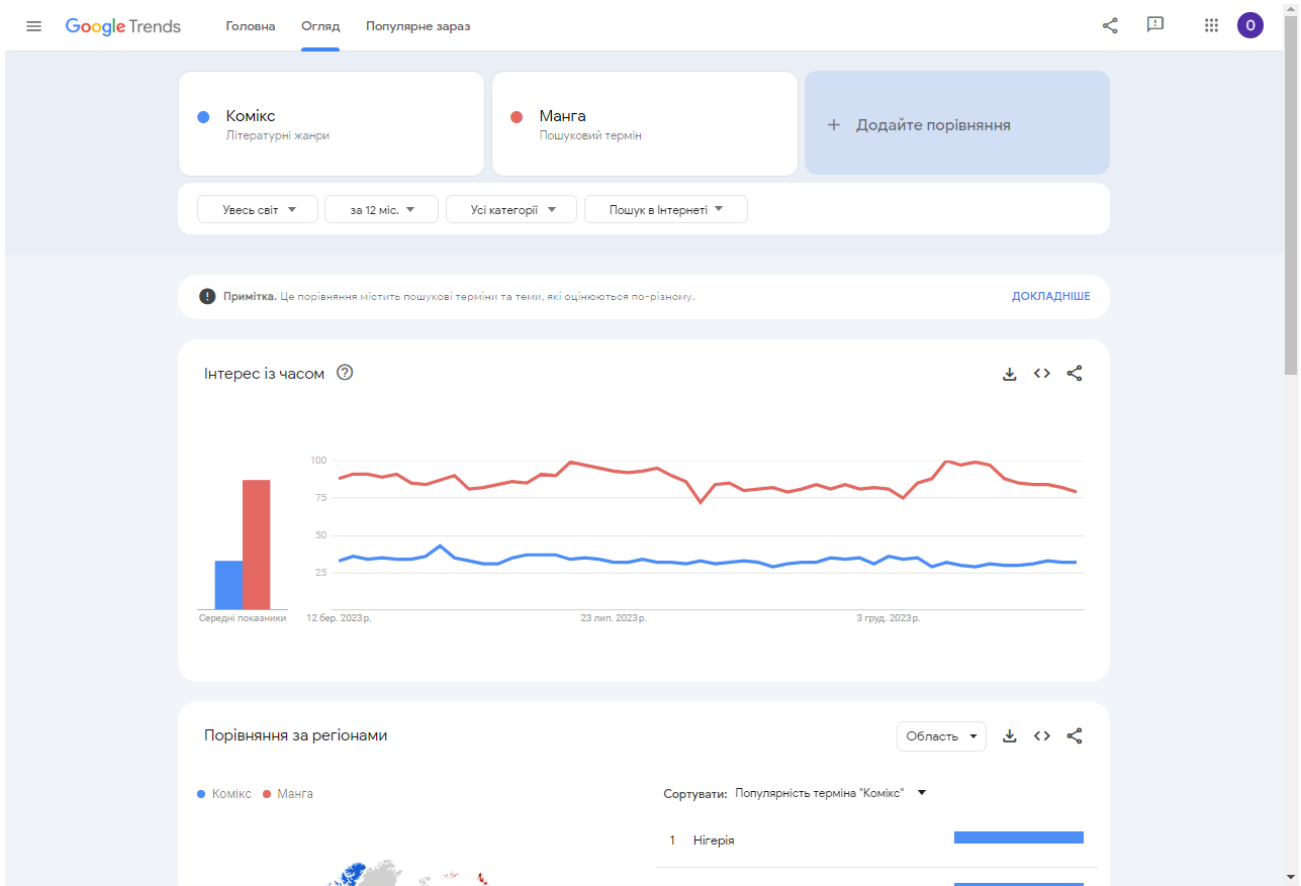 Google Trends Головна Огляд Популярне зараз O
Комікс
Літературні жанри
Манга
Пошуковий термін
+ Додайте порівняння
Увесь світ за 12 міс. Усі категорії Пошук в Інтернеті
Примітка. Це порівняння містить пошукові терміни та теми, які оцінюються по-різному. ДОКЛАДНІШЕ
Інтерес із часом
100
75
50
25
Середні показники 12 бер. 2023 р. 23 лип. 2023 р. 3 груд. 2023 р.
Порівняння за регіонами Область
Комікс Манга
Сортувати: Популярність терміна "Комікс"
1 Нігерія